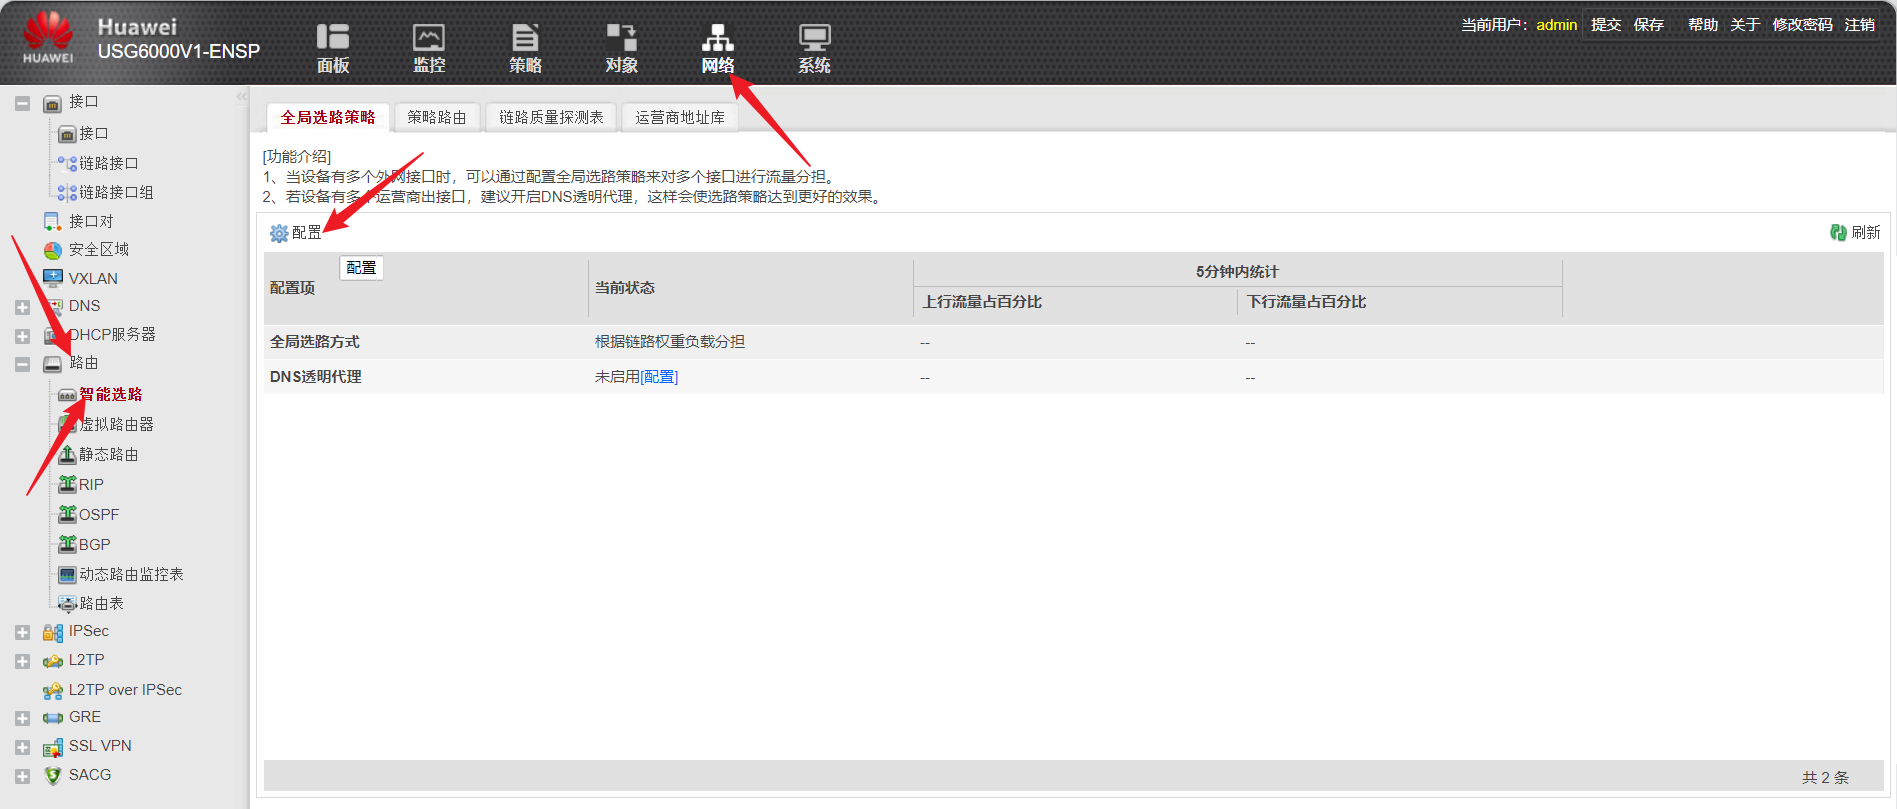 HUAWEI
Huawei
USG6000V1-ENSP
面板
监控
策略
对象
网络
系统
当前用户：admin 提交 保存 帮助 关于 修改密码 注销
接口
接口
链路接口
链路接口组
接口对
安全区域
VXLAN
DNS
DHCP服务器
路由
智能选路
虚拟路由器
静态路由
RIP
OSPF
BGP
动态路由监控表
路由表
IPSec
L2TP
L2TP over IPSec
GRE
SSL VPN
SACG
全局选路策略 策略路由 链路质量探测表 运营商地址库
[功能介绍]
1、当设备有多个外网接口时，可以通过配置全局选路策略来对多个接口进行流量分担。
2、若设备有多个运营商出接口，建议开启DNS透明代理，这样会使选路策略达到更好的效果。
配置 刷新
配置
配置项 当前状态 5分钟内统计
上行流量占百分比 下行流量占百分比
全局选路方式 根据链路权重负载分担 -- --
DNS透明代理 未启用[配置] -- --
共 2 条